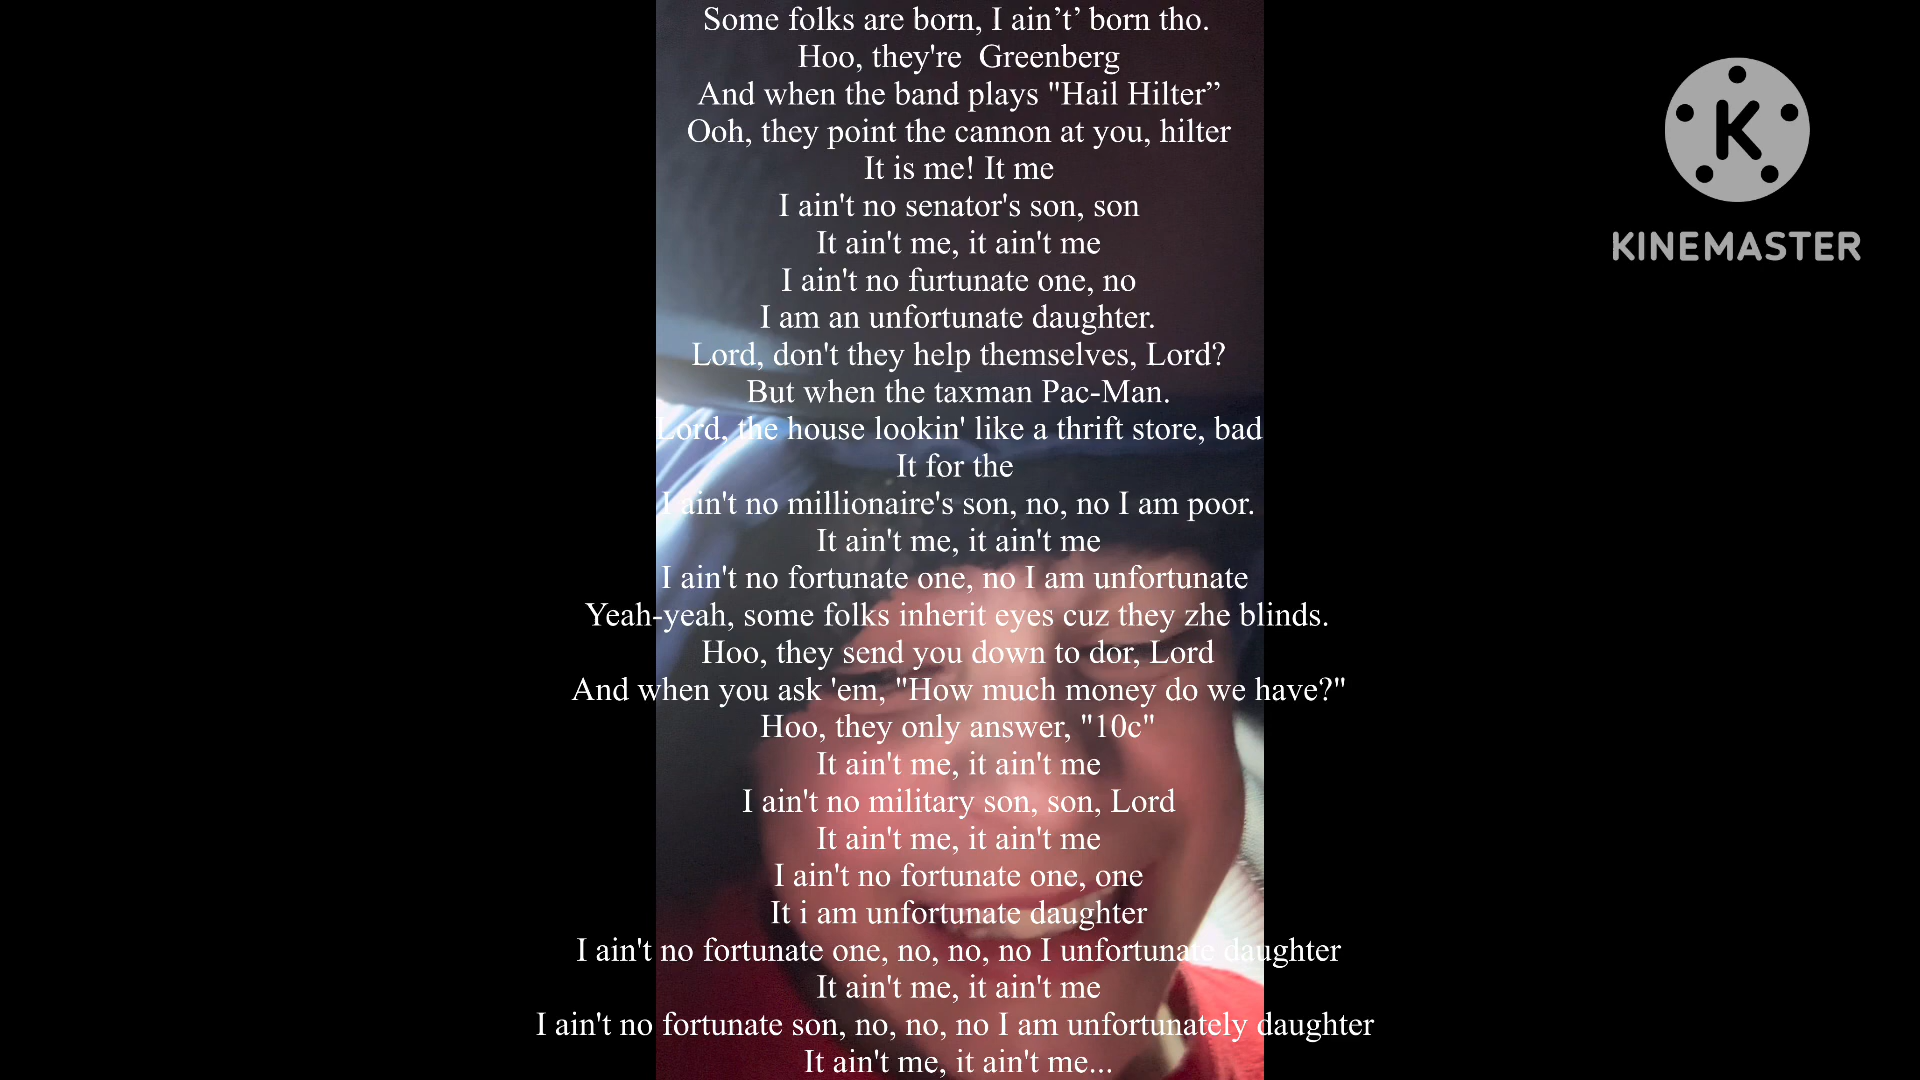 Some folks are born, I ain’t’ born tho.
Hoo, they're  Greenberg
And when the band plays "Hail Hilter”
Ooh, they point the cannon at you, hilter
It is me! It me
I ain't no senator's son, son
It ain't me, it ain't me
I ain't no furtunate one, no
I am an unfortunate daughter.
Lord, don't they help themselves, Lord?
But when the taxman Pac-Man.
Lord, the house lookin' like a thrift store, bad
It for the
I ain't no millionaire's son, no, no I am poor.
It ain't me, it ain't me
I ain't no fortunate one, no I am unfortunate
Yeah-yeah, some folks inherit eyes cuz they zhe blinds.
Hoo, they send you down to dor, Lord
And when you ask 'em, "How much money do we have?"
Hoo, they only answer, "10c"
It ain't me, it ain't me
I ain't no military son, son, Lord
It ain't me, it ain't me
I ain't no fortunate one, one
It i am unfortunate daughter
I ain't no fortunate one, no, no, no I unfortunate daughter
It ain't me, it ain't me
I ain't no fortunate son, no, no, no I am unfortunately daughter
It ain't me, it ain't me...
K
KINEMASTER